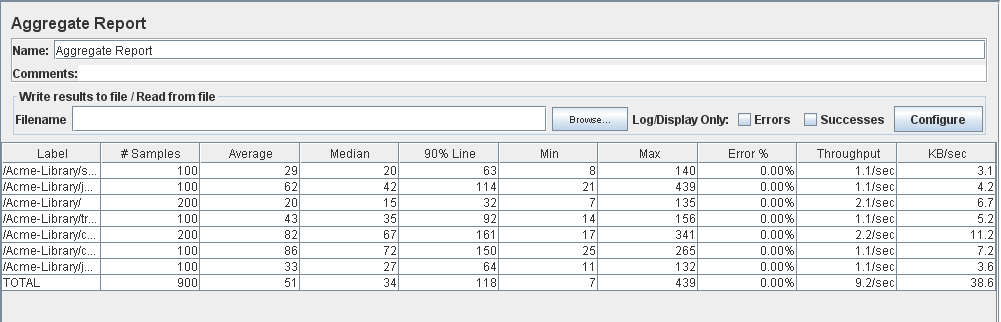 Aggregate Report
Name: Aggregate Report
Comments:
Write results to file / Read from file
Filename Browse... Log/Display Only: Errors Successes Configure
Label # Samples Average Median 90% Line Min Max Error % Throughput KB/sec
/Acme-Library/s... 100 29 20 63 8 140 0.00% 1.1/sec 3.1
/Acme-Library/j... 100 62 42 114 21 439 0.00% 1.1/sec 4.2
/Acme-Library/ 200 20 15 32 7 135 0.00% 2.1/sec 6.7
/Acme-Library/tr... 100 43 35 92 14 156 0.00% 1.1/sec 5.2
/Acme-Library/c... 200 82 67 161 17 341 0.00% 2.2/sec 11.2
/Acme-Library/c... 100 86 72 150 25 265 0.00% 1.1/sec 7.2
/Acme-Library/j... 100 33 27 64 11 132 0.00% 1.1/sec 3.6
TOTAL 900 51 34 118 7 439 0.00% 9.2/sec 38.6